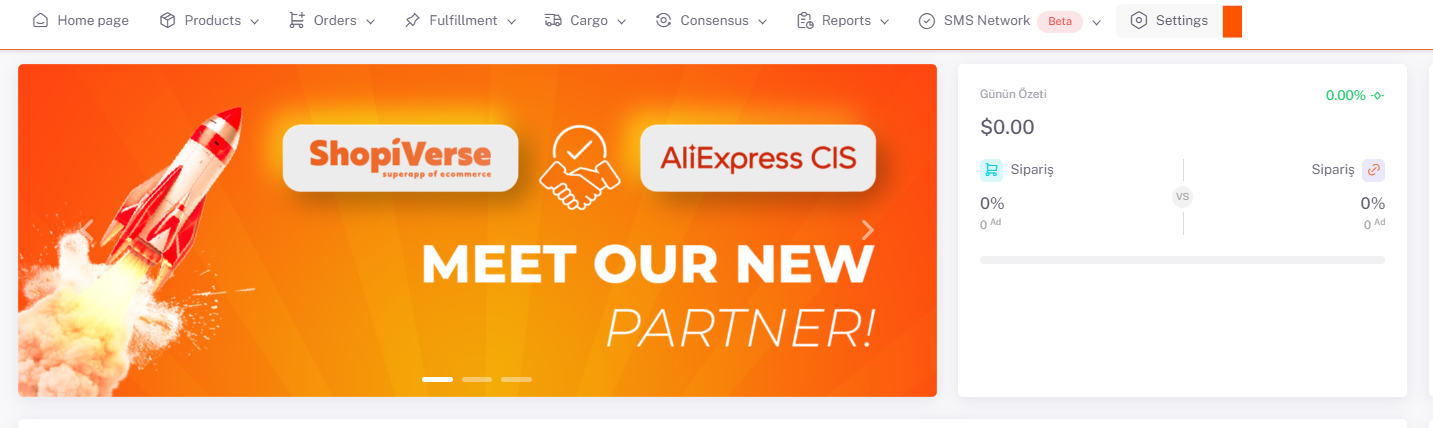 Home page Products Orders Fulfillment Cargo Consensus Reports SMS Network Beta Settings
ShopiVerse
superapp of ecommerce
AliExpress CIS
MEET OUR NEW
PARTNER!
Günün Özeti 0.00%
$0.00
Sipariş Sipariş
VS
0% 0%
0 Ad 0 Ad